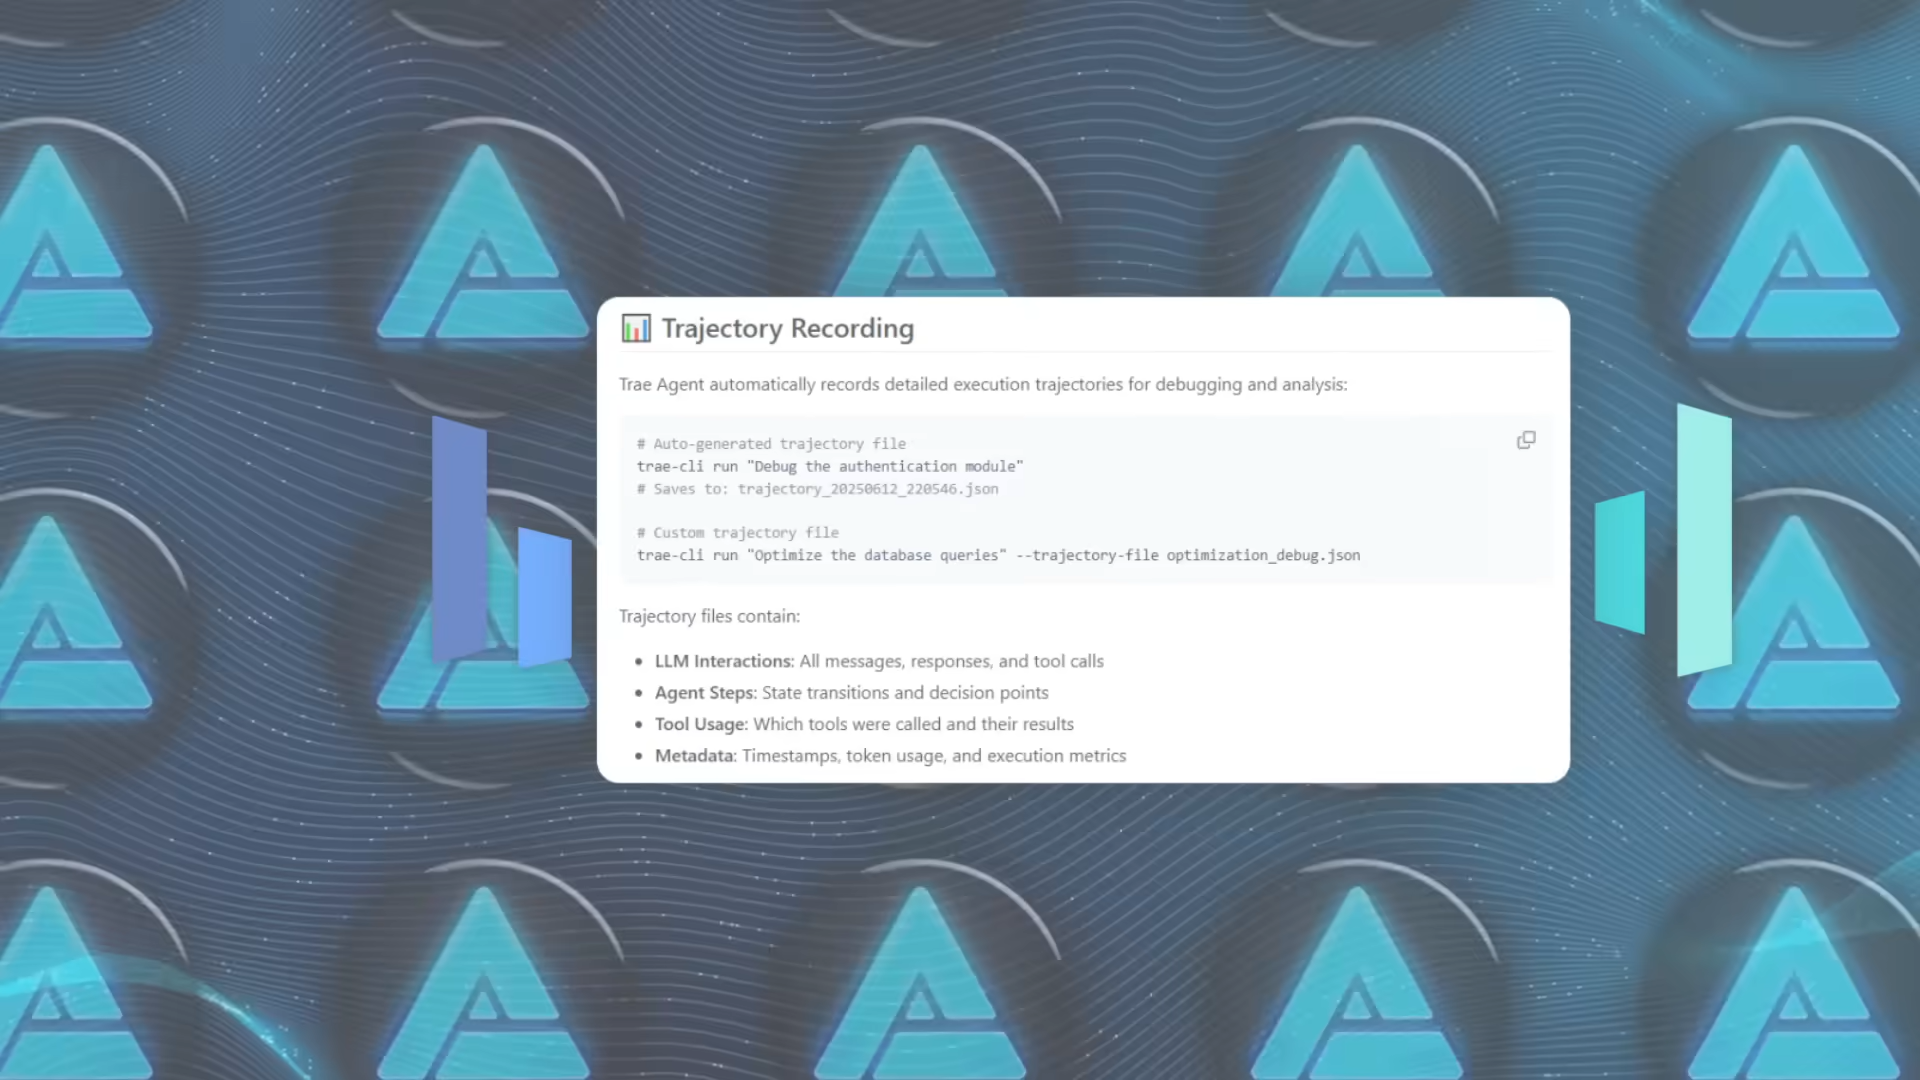 Trajectory Recording
Trae Agent automatically records detailed execution trajectories for debugging and analysis:
# Auto-generated trajectory file
trae-cli run "Debug the authentication module"
# Saves to: trajectory_20250612_220546.json
# Custom trajectory file
trae-cli run "Optimize the database queries" --trajectory-file optimization_debug.json
Trajectory files contain:
• LLM Interactions: All messages, responses, and tool calls
• Agent Steps: State transitions and decision points
• Tool Usage: Which tools were called and their results
• Metadata: Timestamps, token usage, and execution metrics